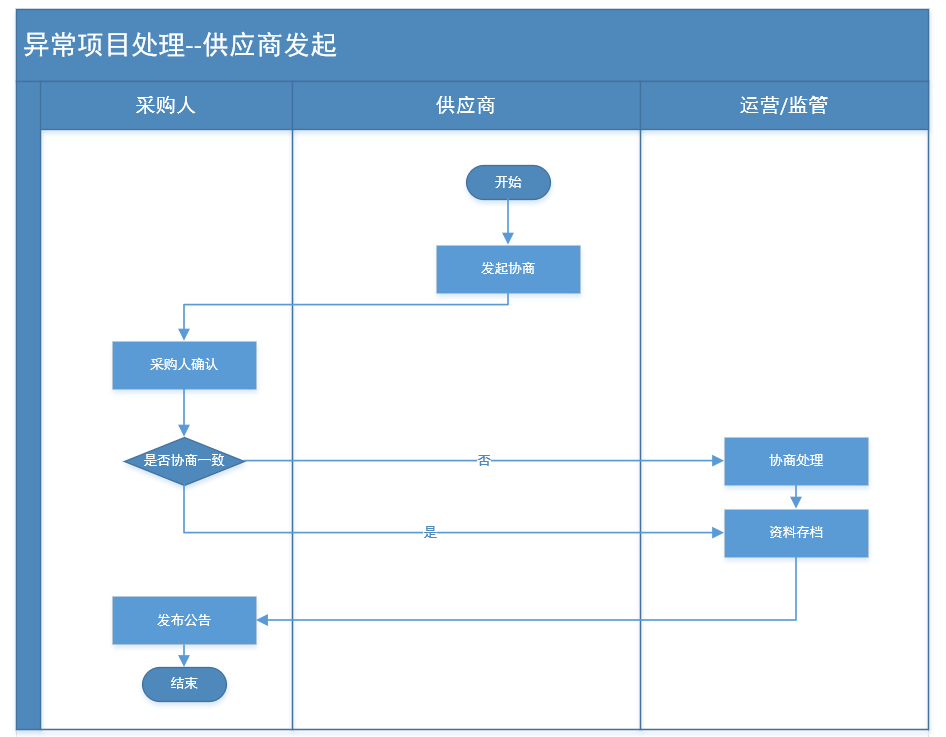 异常项目处理--供应商发起
采购人
供应商
运营/监管
开始
发起协商
采购人确认
是否协商一致
否
协商处理
是
资料存档
发布公告
结束